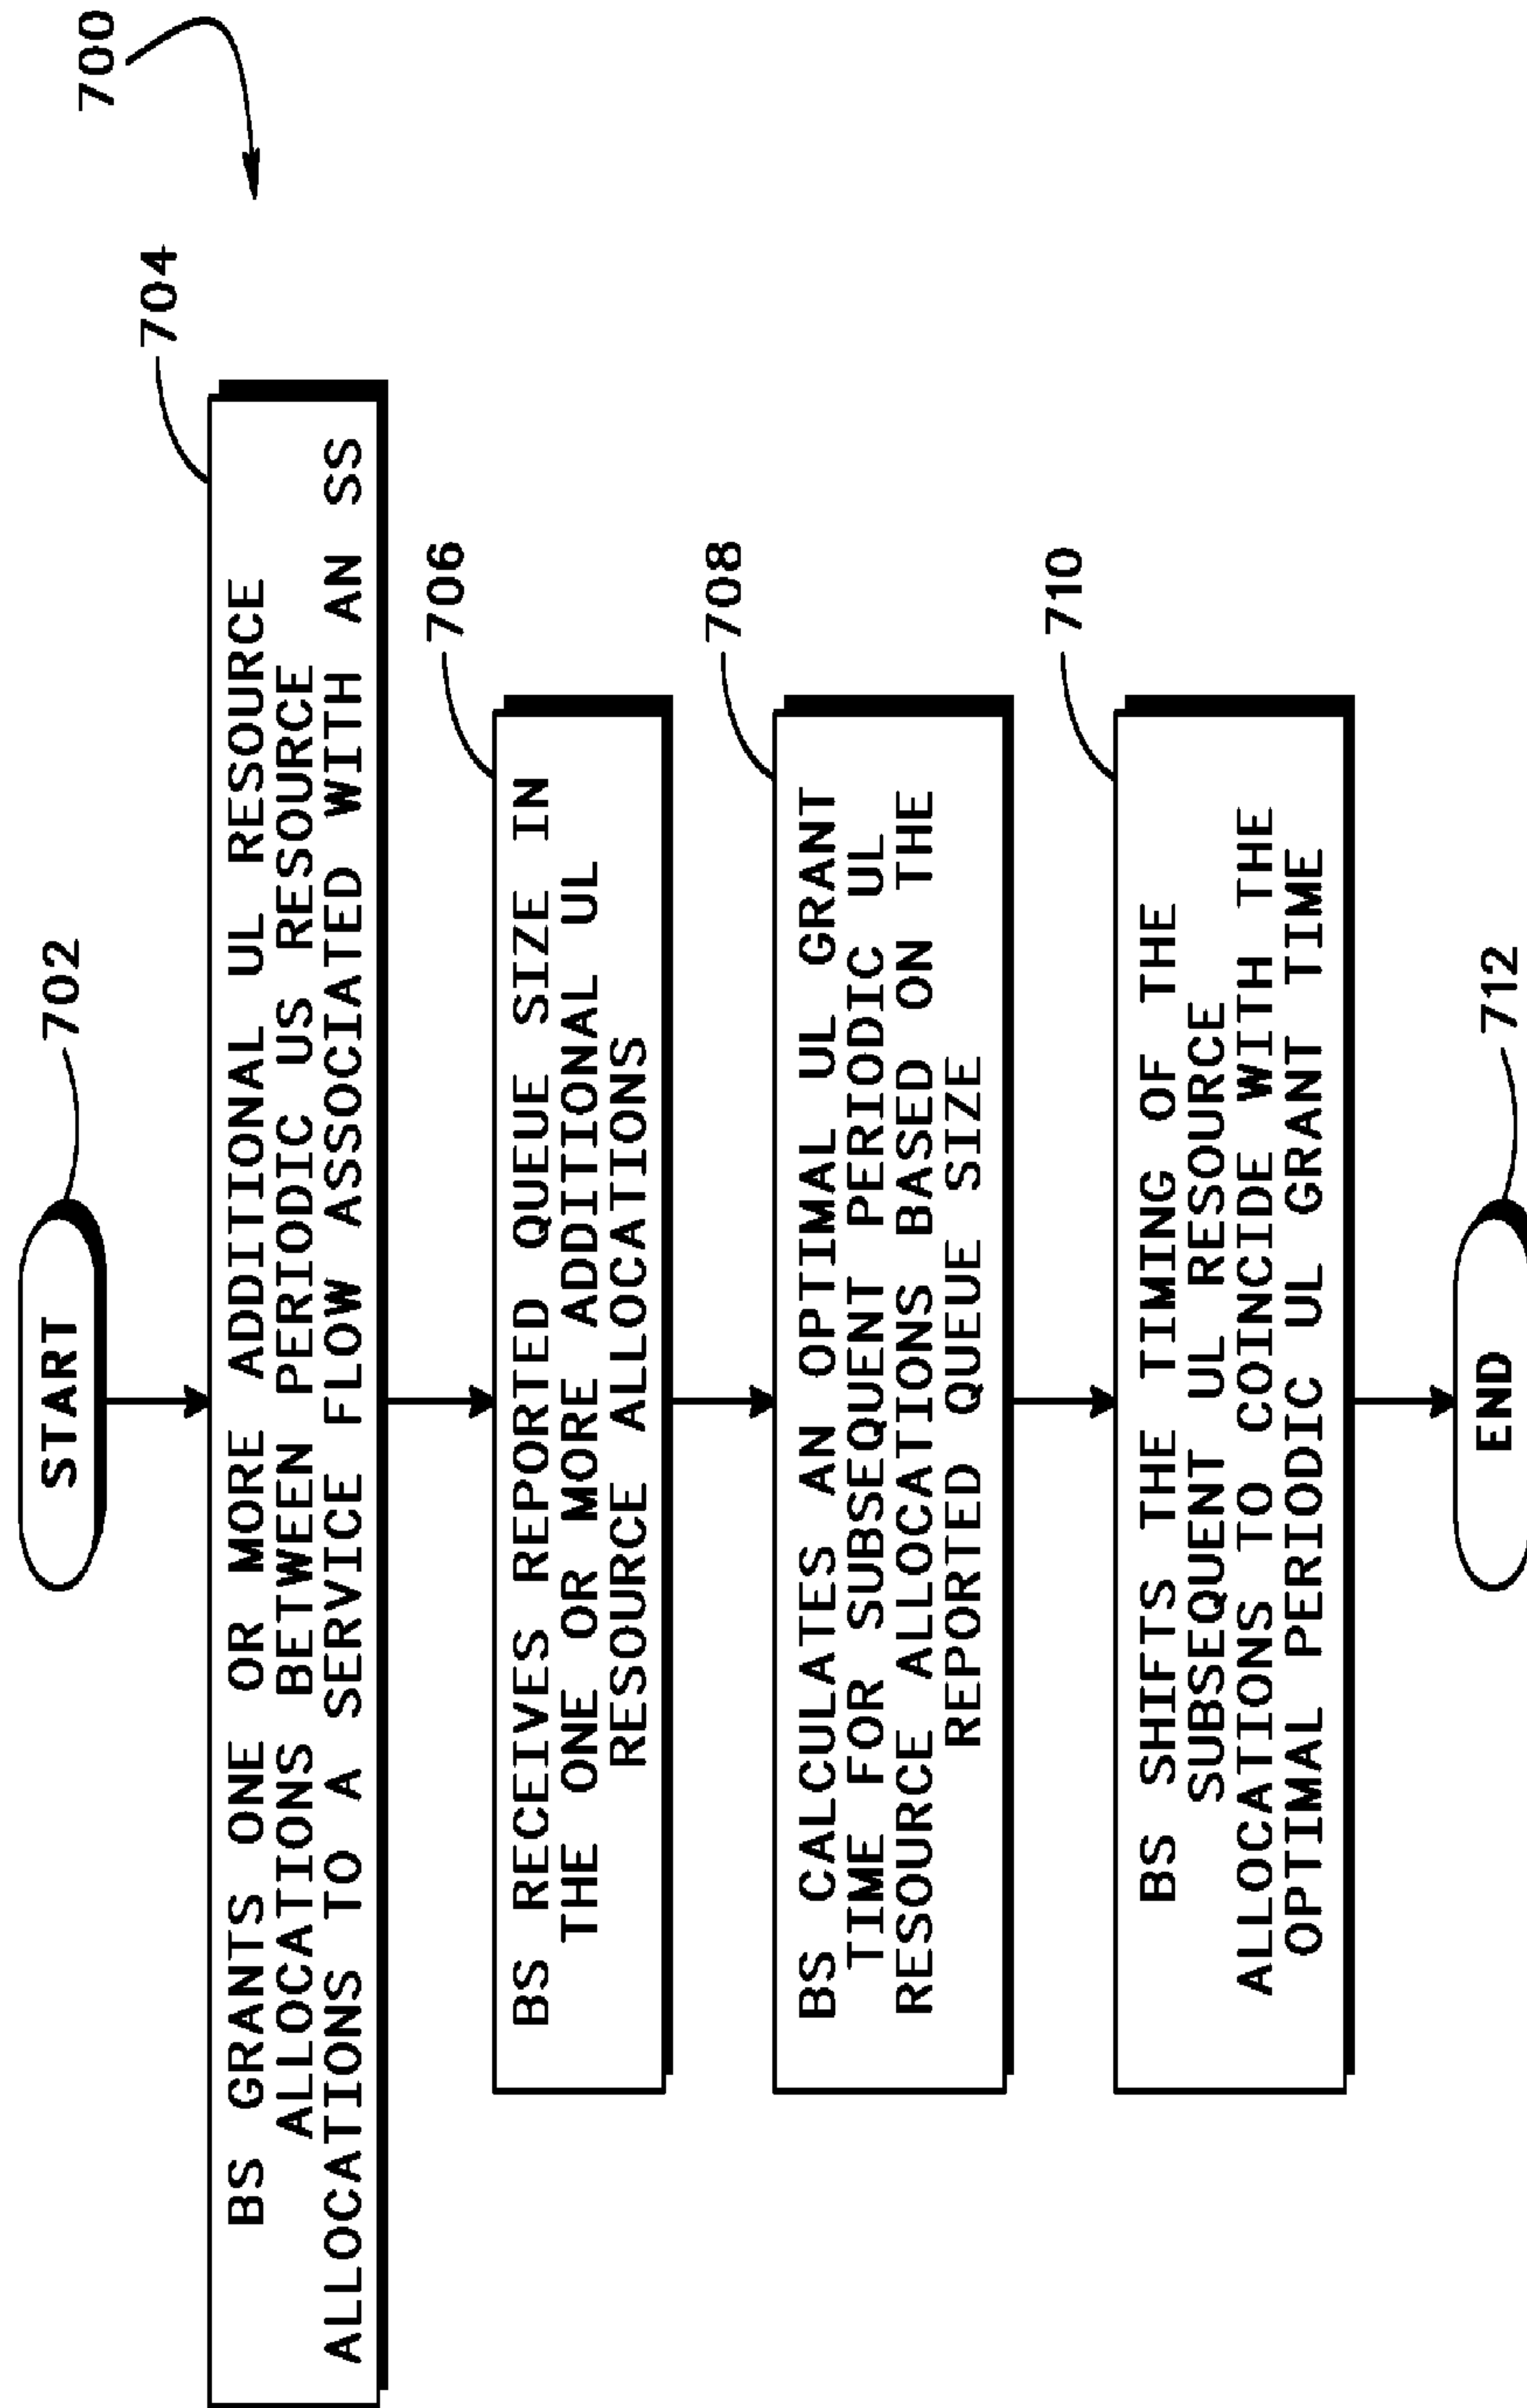 700
START
702
704
BS GRANTS ONE OR MORE ADDITIONAL UL RESOURCE
ALLOCATIONS BETWEEN PERIODIC US RESOURCE
ALLOCATIONS TO A SERVICE FLOW ASSOCIATED WITH AN SS
706
BS RECEIVES REPORTED QUEUE SIZE IN
THE ONE OR MORE ADDITIONAL UL
RESOURCE ALLOCATIONS
708
BS CALCULATES AN OPTIMAL UL GRANT
TIME FOR SUBSEQUENT PERIODIC UL
RESOURCE ALLOCATIONS BASED ON THE
REPORTED QUEUE SIZE
710
BS SHIFTS THE TIMING OF THE
SUBSEQUENT UL RESOURCE
ALLOCATIONS TO COINCIDE WITH THE
OPTIMAL PERIODIC UL GRANT TIME
712
END